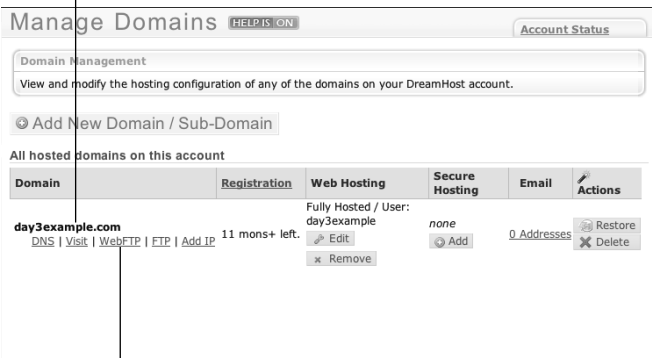 Manage Domains HELP IS ON
Account Status
Domain Management
View and modify the hosting configuration of any of the domains on your DreamHost account.
Add New Domain / Sub-Domain
All hosted domains on this account
Domain Registration Web Hosting Secure Hosting Email Actions
day3example.com
DNS | Visit | WebFTP | FTP | Add IP
11 mons+ left.
Fully Hosted / User:
day3example
Edit
Remove
none
Add
0 Addresses
Restore
Delete